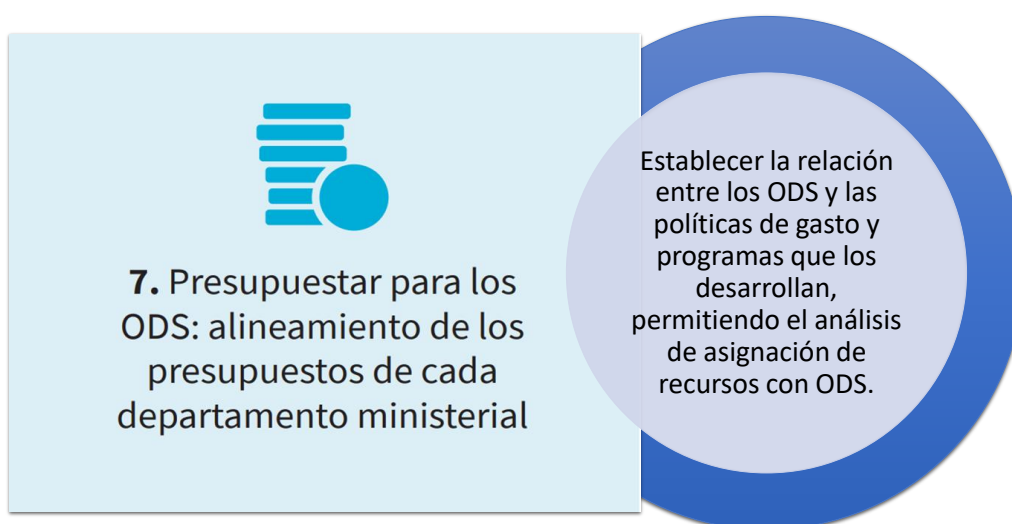 7. Presupuestar para los
ODS: alineamiento de los
presupuestos de cada
departamento ministerial
Establecer la relación
entre los ODS y las
políticas de gasto y
programas que los
desarrollan,
permitiendo el análisis
de asignación de
recursos con ODS.